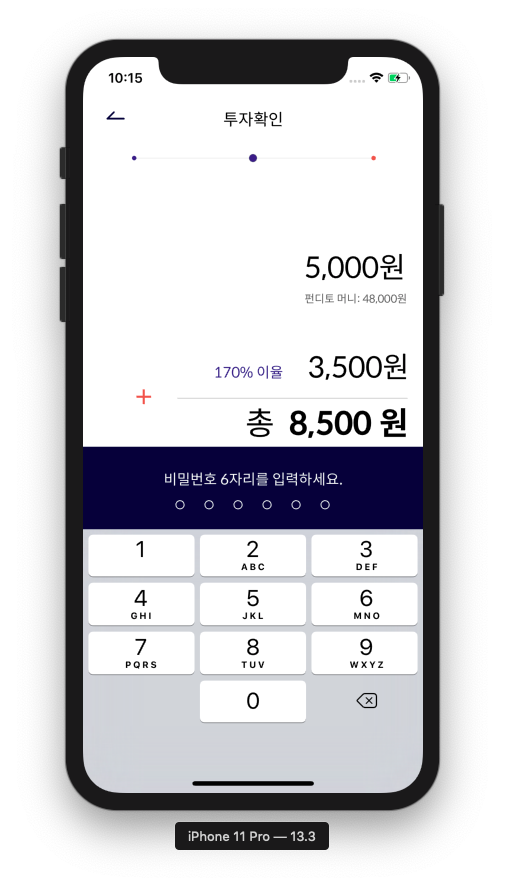 10:15
투자확인
5,000원
펀디토 머니: 48,000원
170% 이율 3,500원
+
총 8,500 원
비밀번호 6자리를 입력하세요.
1 2 3
ABC DEF
4 5 6
GHI JKL MNO
7 8 9
PQRS TUV WXYZ
0
iPhone 11 Pro — 13.3